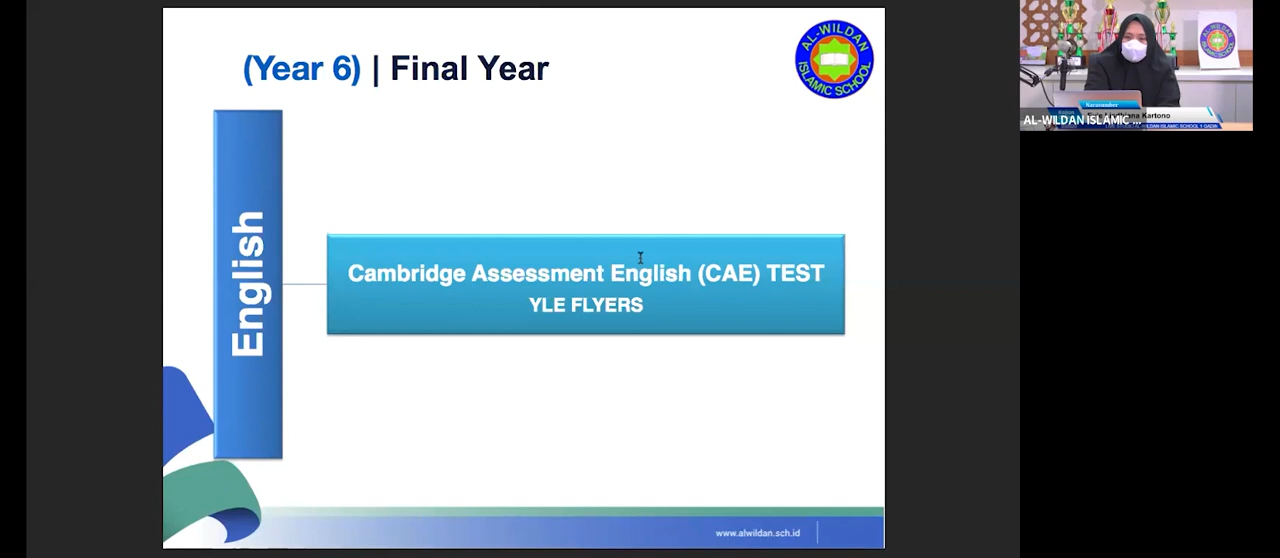 (Year 6) | Final Year
AL-WILDAN
ISLAMIC SCHOOL
English
Cambridge Assessment English (CAE) TEST
YLE FLYERS
www.alwildan.sch.id
Narasumber
Kartono
AL-WILDAN ISLAMIC ...